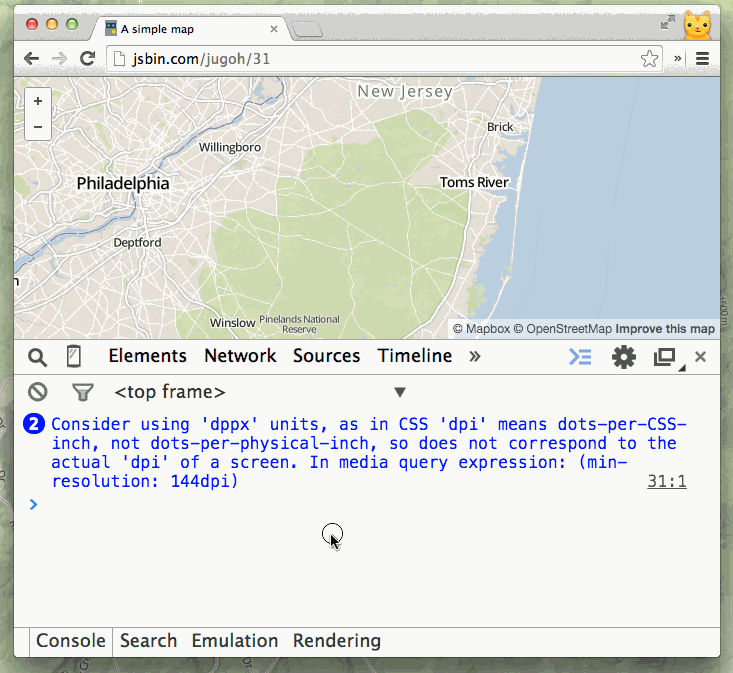 A simple map
jsbin.com/jugoh/31
»
New Jersey
+
Brick
−
Willingboro
Philadelphia
Toms River
Deptford
n
Winslow
Pinelands National
Reserve
© Mapbox © OpenStreetMap Improve this map
Elements Network Sources Timeline »
<top frame>
2 Consider using 'dppx' units, as in CSS 'dpi' means dots-per-CSS-
inch, not dots-per-physical-inch, so does not correspond to the
actual 'dpi' of a screen. In media query expression: (min-
resolution: 144dpi) 31:1
Console Search Emulation Rendering